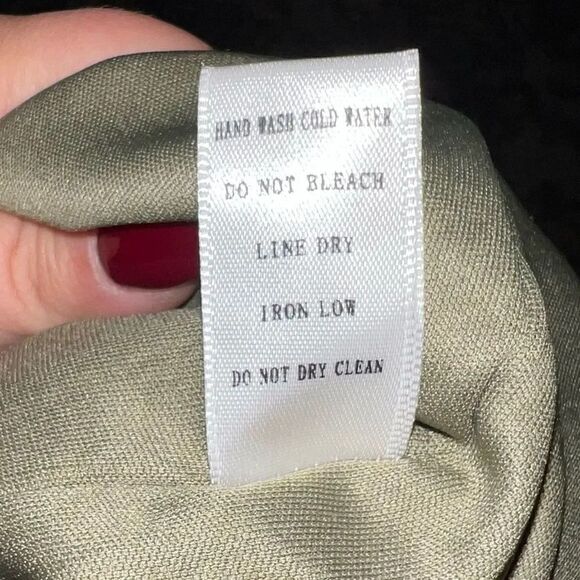 HAND WASH COLD WATER
DO NOT BLEACH
LINE DRY
IRON LOW
DO NOT DRY CLEAN